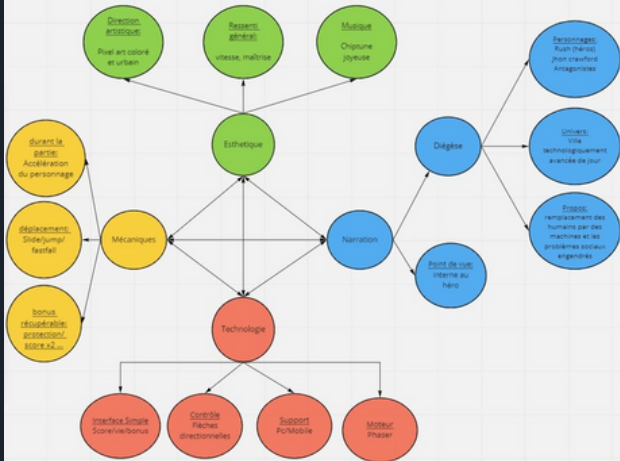 Direction
artistique:
Pixel art coloré
et urbain
Ressenti
général:
vitesse, maîtrise
Musique
Chiptune
joyeuse
Personnages:
Rush (héros)
Jhon crawford
Antagonistes
durant la
partie:
Accélération
du personnage
Esthetique
Diégèse
Univers:
Ville
technologiquement
avancée de jour
déplacement:
Slide/jump/
fastfall
Mécaniques
Narration
Propos:
remplacement des
humains par des
machines et les
problèmes sociaux
engendrés
Point de vue:
interne au
héro
bonus
récupérable:
protection/
score x2 ...
Technologie
Interface Simple
Score/vie/bonus
Contrôle
Flèches
directionnelles
Support
Pc/Mobile
Moteur
Phaser